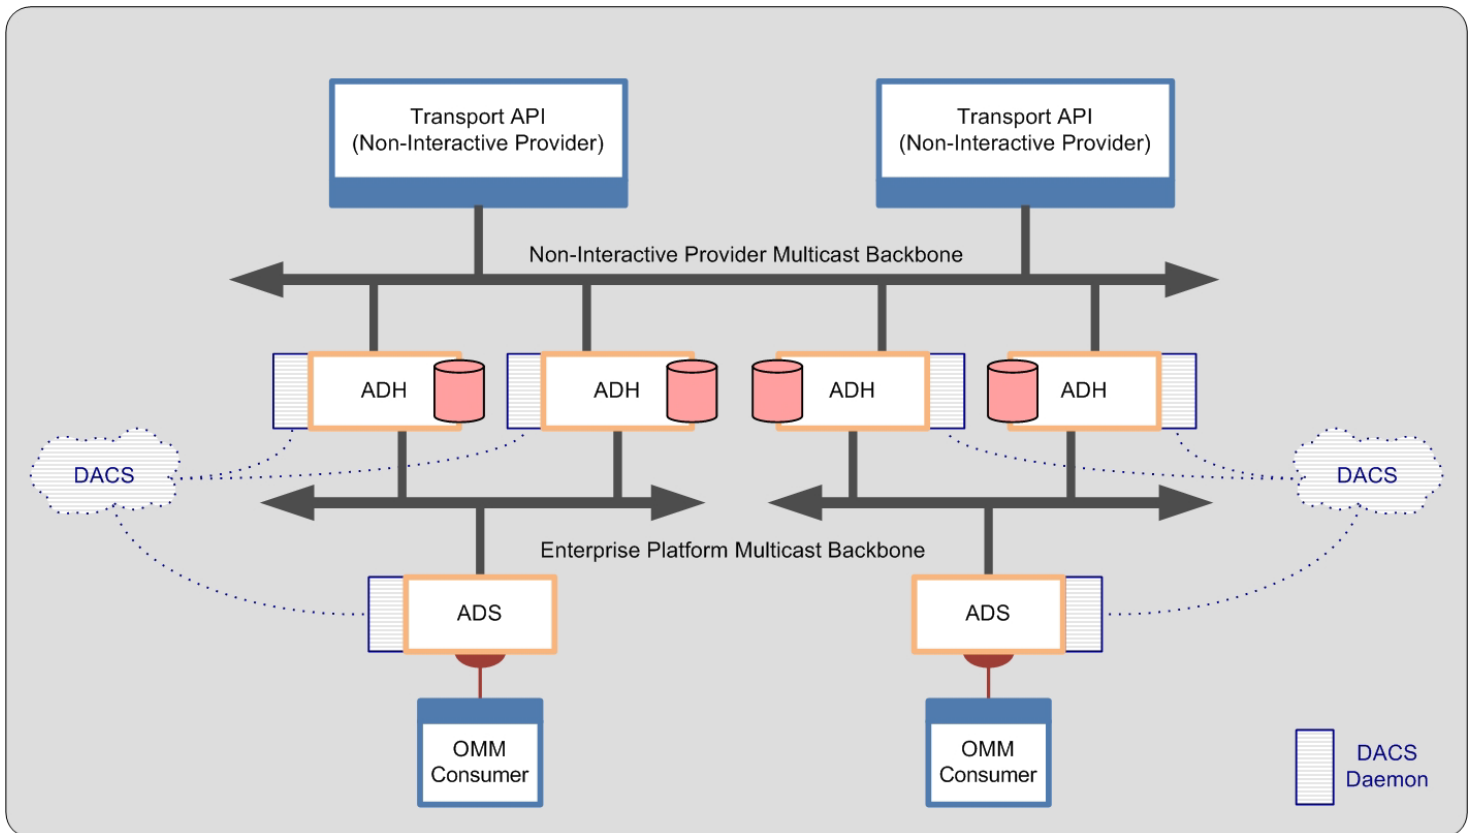 Transport API
(Non-Interactive Provider)
Transport API
(Non-Interactive Provider)
Non-Interactive Provider Multicast Backbone
ADH
ADH
ADH
ADH
DACS
DACS
Enterprise Platform Multicast Backbone
ADS
ADS
OMM
Consumer
OMM
Consumer
DACS
Daemon